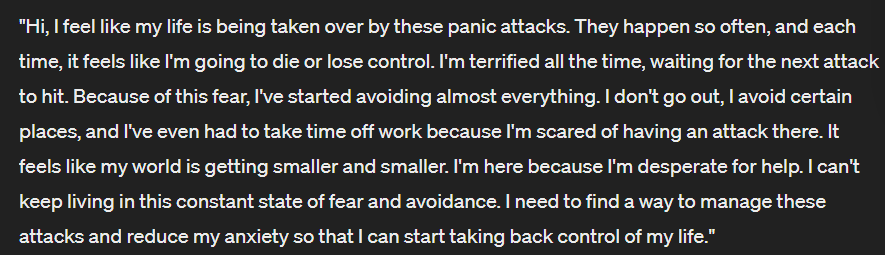 "Hi, I feel like my life is being taken over by these panic attacks. They happen so often, and each
time, it feels like I'm going to die or lose control. I'm terrified all the time, waiting for the next attack
to hit. Because of this fear, I've started avoiding almost everything. I don't go out, I avoid certain
places, and I've even had to take time off work because I'm scared of having an attack there. It
feels like my world is getting smaller and smaller. I'm here because I'm desperate for help. I can't
keep living in this constant state of fear and avoidance. I need to find a way to manage these
attacks and reduce my anxiety so that I can start taking back control of my life."